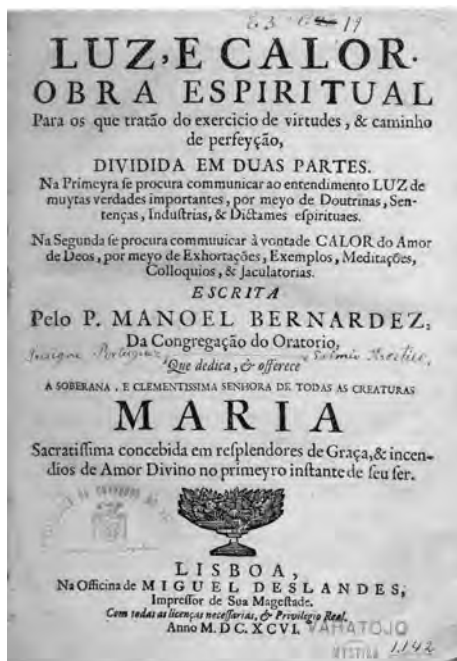 E.3 19
LUZ, E CALOR.
OBRA ESPIRITUAL
Para os que tratão do exercicio de virtudes, & caminho
de perfeyção,
DIVIDIDA EM DUAS PARTES.
Na Primeyra ſe procura communicar ao entendimento LUZ de
muytas verdades importantes, por meyo de Doutrinas, Sen-
tenças, Induſtrias, & Dictames eſpirituaes.
Na Segunda ſe procura commuuicar à vontade CALOR do Amor
de Deos, por meyo de Exhortações, Exemplos, Meditações,
Colloquios, & Jaculatorias.
ESCRITA
Pelo P. MANOEL BERNARDEZ,
Da Congregação do Oratorio,
Insigne Portuguez
Que dedica, & offerece
A SOBERANA, E CLEMENTISSIMA SENHORA DE TODAS AS CREATURAS
MARIA
Sacratiſſima concebida em reſplendores de Graça, & incen-
dios de Amor Divino no primeyro inſtante de ſeu ſer.
LISBOA,
Na Officina de MIGUEL DESLANDES,
Impreſſor de Sua Mageſtade.
Com todas as licenças neceſſarias, & Privilegio Real.
Anno M. D C. XCVI.
VARATOJO
MYSTICA 1.142